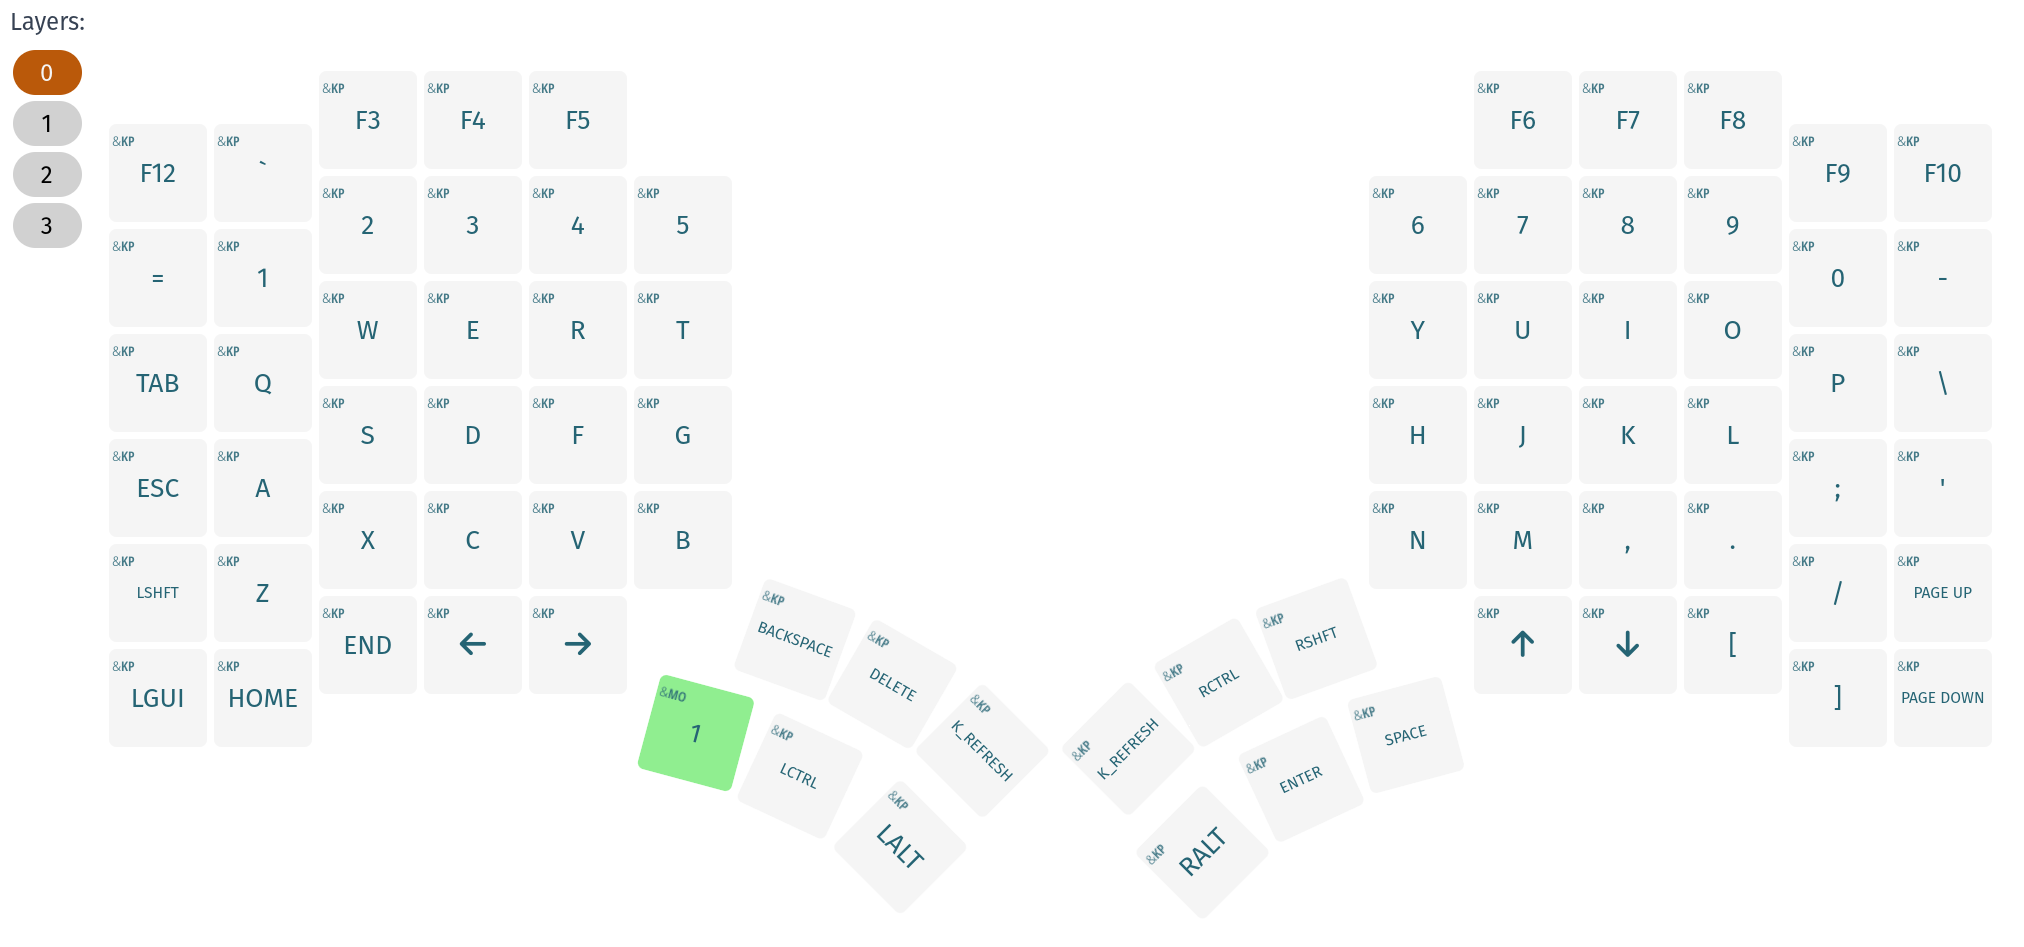 Layers:
0
1
2
3
&KP F3
&KP F4
&KP F5
&KP F6
&KP F7
&KP F8
&KP F12
&KP `
&KP F9
&KP F10
&KP 2
&KP 3
&KP 4
&KP 5
&KP 6
&KP 7
&KP 8
&KP 9
&KP =
&KP 1
&KP 0
&KP -
&KP W
&KP E
&KP R
&KP T
&KP Y
&KP U
&KP I
&KP O
&KP TAB
&KP Q
&KP P
&KP \
&KP S
&KP D
&KP F
&KP G
&KP H
&KP J
&KP K
&KP L
&KP ESC
&KP A
&KP ;
&KP '
&KP X
&KP C
&KP V
&KP B
&KP N
&KP M
&KP ,
&KP .
&KP LSHFT
&KP Z
&KP /
&KP PAGE UP
&KP END
&KP ←
&KP →
&KP ↑
&KP ↓
&KP [
&KP LGUI
&KP HOME
&KP ]
&KP PAGE DOWN
&KP BACKSPACE
&KP DELETE
&KP K_REFRESH
&KP K_REFRESH
&KP RCTRL
&KP RSHFT
&MO 1
&KP LCTRL
&KP LALT
&KP RALT
&KP ENTER
&KP SPACE